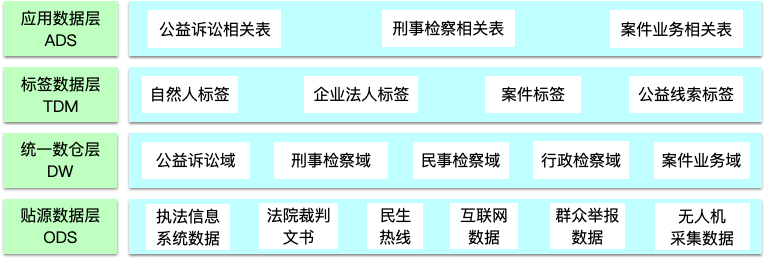 应用数据层
ADS
公益诉讼相关表
刑事检察相关表
案件业务相关表
标签数据层
TDM
自然人标签
企业法人标签
案件标签
公益线索标签
统一数仓层
DW
公益诉讼域
刑事检察域
民事检察域
行政检察域
案件业务域
贴源数据层
ODS
执法信息
系统数据
法院裁判
文书
民生
热线
互联网
数据
群众举报
数据
无人机
采集数据